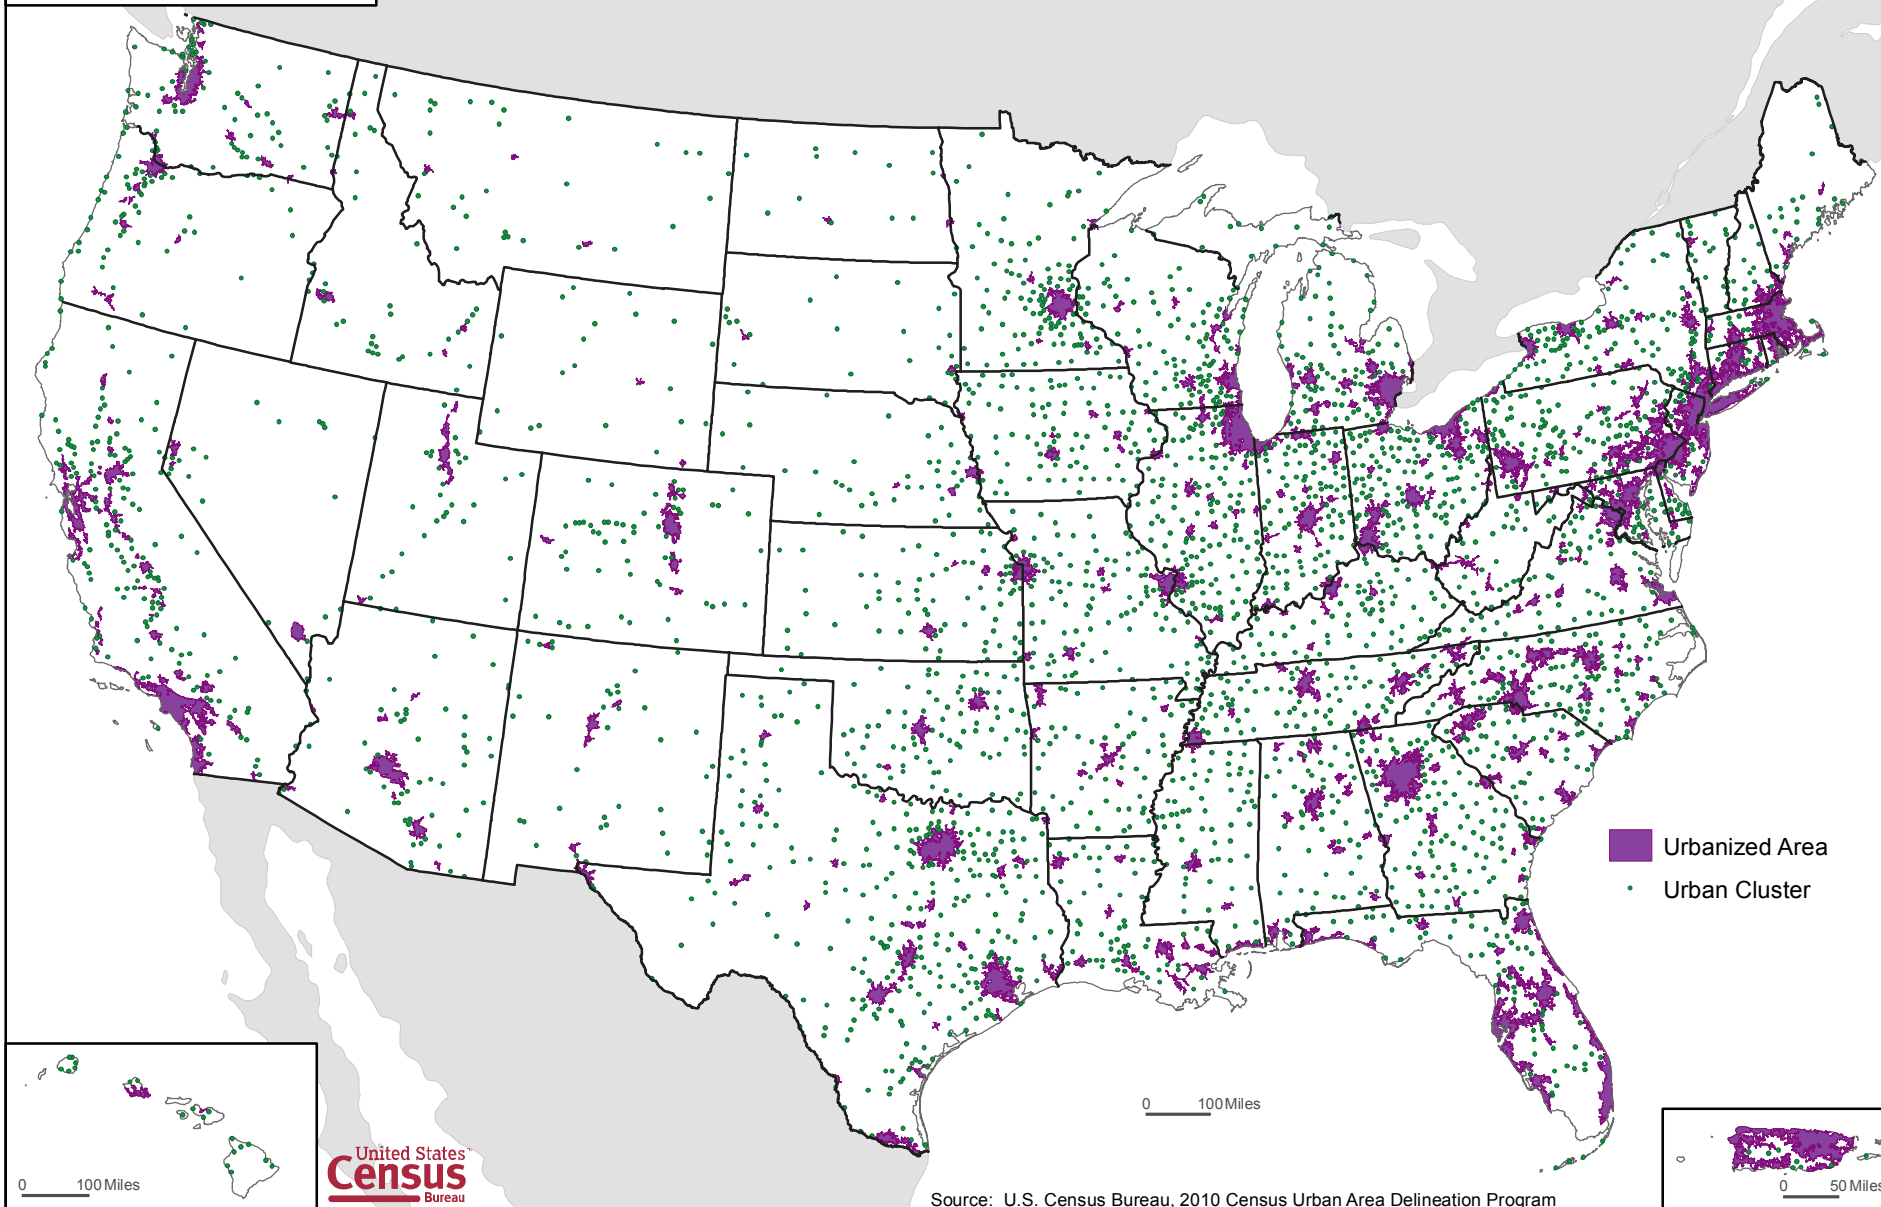 Urbanized Area
Urban Cluster
0 100 Miles
0 100 Miles
United States
Census
Bureau
0 50 Miles
Source: U.S. Census Bureau, 2010 Census Urban Area Delineation Program